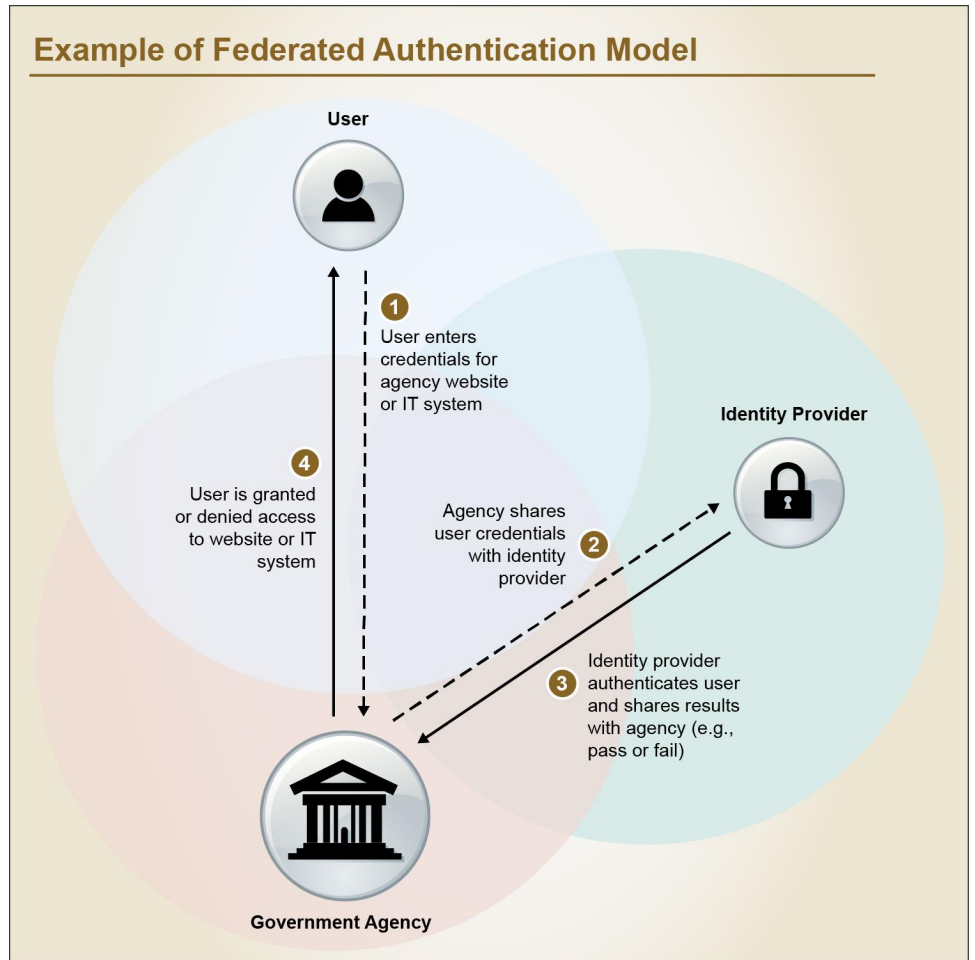 Example of Federated Authentication Model
User
1
User enters
credentials for
agency website
or IT system
Identity Provider
4
User is granted
or denied access
to website or IT
system
Agency shares
user credentials
with identity
provider
2
3
Identity provider
authenticates user
and shares results
with agency (e.g.,
pass or fail)
Government Agency